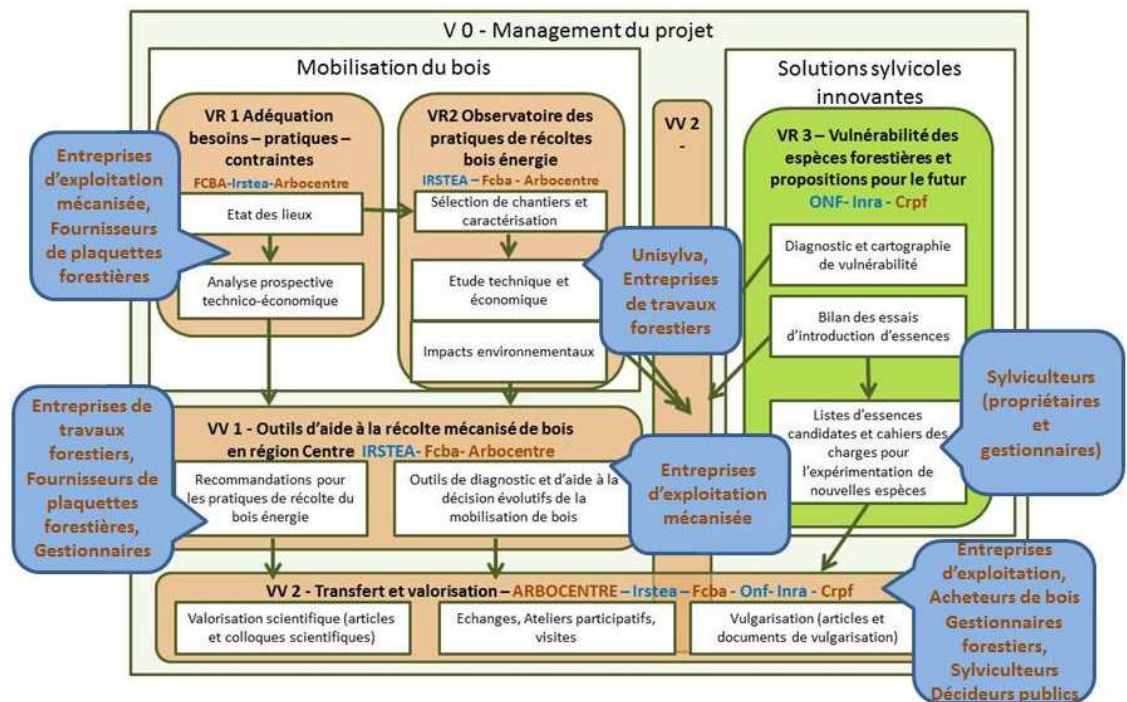 V 0 - Management du projet
Mobilisation du bois
VR 1 Adéquation
besoins – pratiques –
contraintes
FCBA-Irstea-Arbocentre
Etat des lieux
Analyse prospective
technico-économique
VR2 Observatoire des
pratiques de récoltes
bois énergie
IRSTEA – Fcba - Arbocentre
Sélection de chantiers et
caractérisation
Etude technique et
économique
Impacts environnementaux
VV 2
-
Solutions sylvicoles
innovantes
VR 3 – Vulnérabilité des
espèces forestières et
propositions pour le futur
ONF- Inra - Crpf
Diagnostic et cartographie
de vulnérabilité
Bilan des essais
d'introduction d'essences
Listes d'essences
candidates et cahiers des
charges pour
l'expérimentation de
nouvelles espèces
Entreprises
d'exploitation
mécanisée,
Fournisseurs
de plaquettes
forestières
Unisylva,
Entreprises
de travaux
forestiers
Sylviculteurs
(propriétaires
et
gestionnaires)
Entreprises de
travaux
forestiers,
Fournisseurs de
plaquettes
forestières,
Gestionnaires
VV 1 - Outils d'aide à la récolte mécanisé de bois
en région Centre IRSTEA- Fcba- Arbocentre
Recommandations pour
les pratiques de récolte du
bois énergie
Outils de diagnostic et d'aide à la
décision évolutifs de la
mobilisation de bois
Entreprises
d'exploitation
mécanisée
VV 2 - Transfert et valorisation – ARBOCENTRE –Irstea – Fcba - Onf- Inra - Crpf
Valorisation scientifique (articles
et colloques scientifiques)
Echanges, Ateliers participatifs,
visites
Vulgarisation (articles et
documents de vulgarisation)
Entreprises
d'exploitation,
Acheteurs de bois
Gestionnaires
forestiers,
Sylviculteurs
Décideurs publics